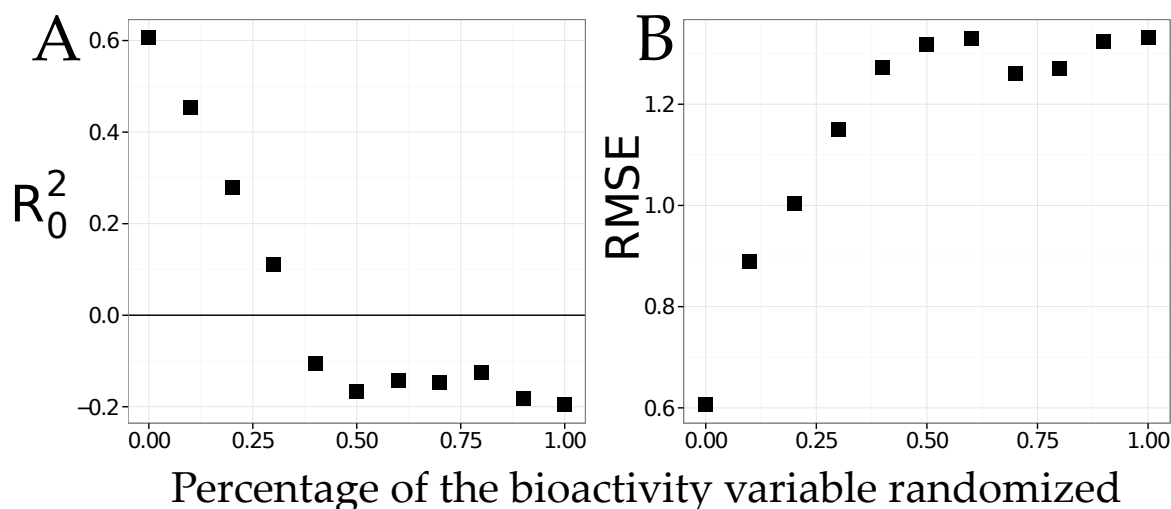 A
R₀²
0.6
0.4
0.2
0.0
−0.2
0.00 0.25 0.50 0.75 1.00
B
RMSE
1.2
1.0
0.8
0.6
0.00 0.25 0.50 0.75 1.00
Percentage of the bioactivity variable randomized